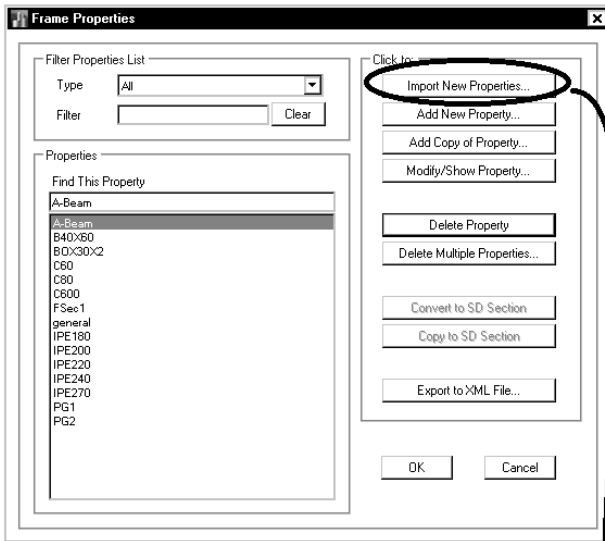 Frame Properties
Filter Properties List
Type
All
Filter
Clear
Properties
Find This Property
A-Beam
A-Beam
B40X60
BOX30X2
C60
C80
C600
FSec1
general
IPE180
IPE200
IPE220
IPE240
IPE270
PG1
PG2
Click to:
Import New Properties...
Add New Property...
Add Copy of Property...
Modify/Show Property...
Delete Property
Delete Multiple Properties...
Convert to SD Section
Copy to SD Section
Export to XML File...
OK
Cancel